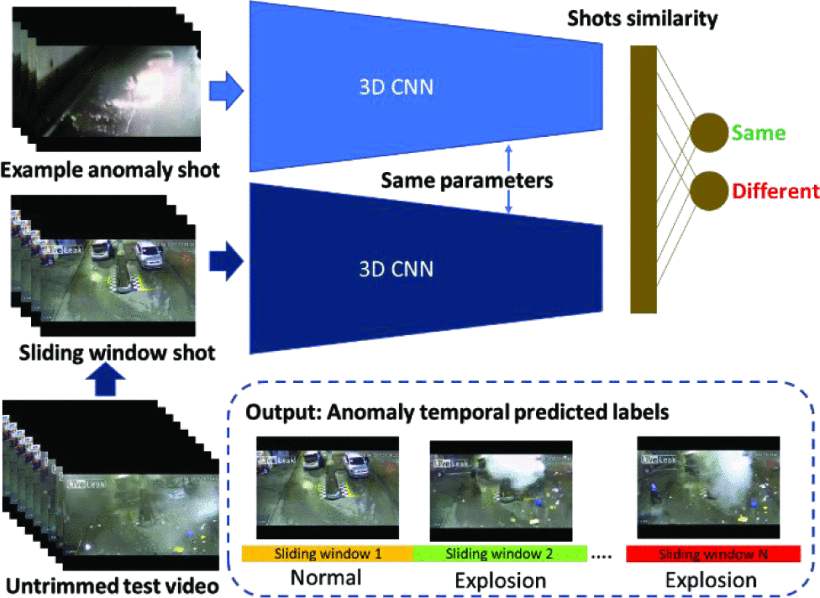 Shots similarity
3D CNN
Same
Example anomaly shot
Same parameters
Different
LiveLeak
3D CNN
Sliding window shot
Output: Anomaly temporal predicted labels
LiveLeak
LiveLeak
LiveLeak
LiveLeak
Sliding window 1
Sliding window 2
....
Sliding window N
Untrimmed test video
Normal
Explosion
Explosion